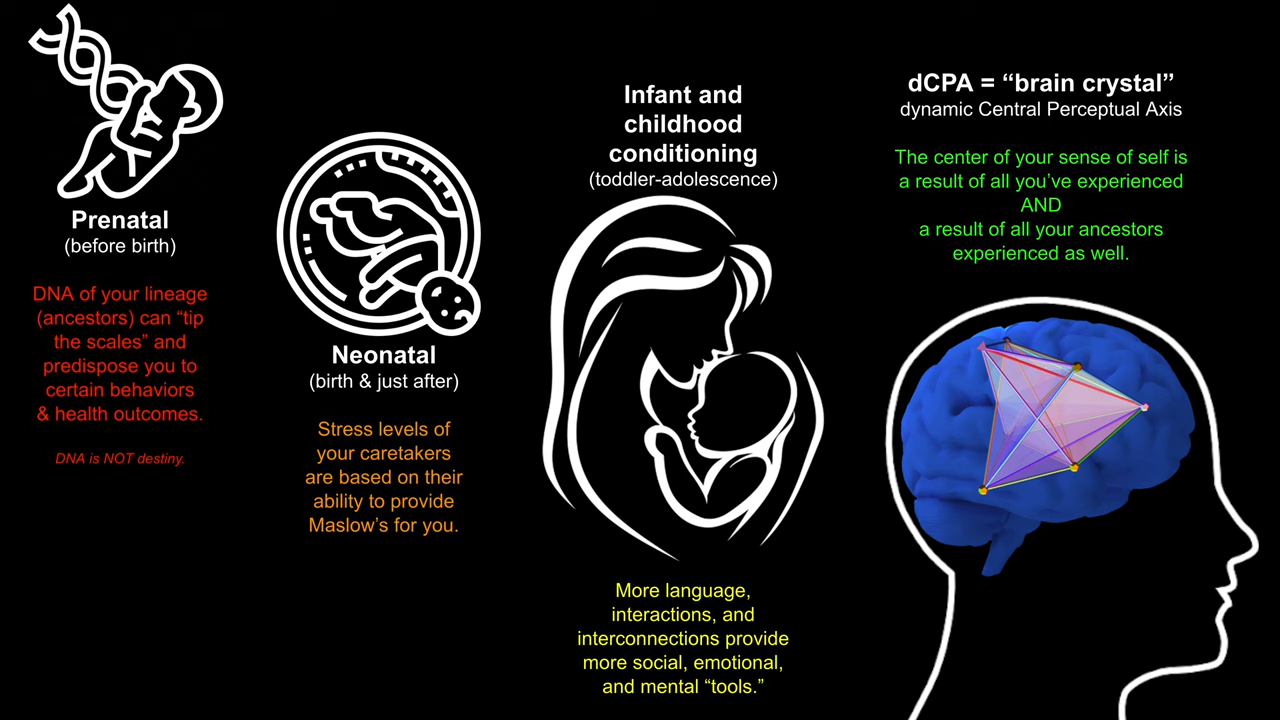 Prenatal
(before birth)
DNA of your lineage
(ancestors) can “tip
the scales” and
predispose you to
certain behaviors
& health outcomes.
DNA is NOT destiny.
Neonatal
(birth & just after)
Stress levels of
your caretakers
are based on their
ability to provide
Maslow’s for you.
Infant and
childhood
conditioning
(toddler-adolescence)
More language,
interactions, and
interconnections provide
more social, emotional,
and mental “tools.”
dCPA = “brain crystal”
dynamic Central Perceptual Axis
The center of your sense of self is
a result of all you’ve experienced
AND
a result of all your ancestors
experienced as well.